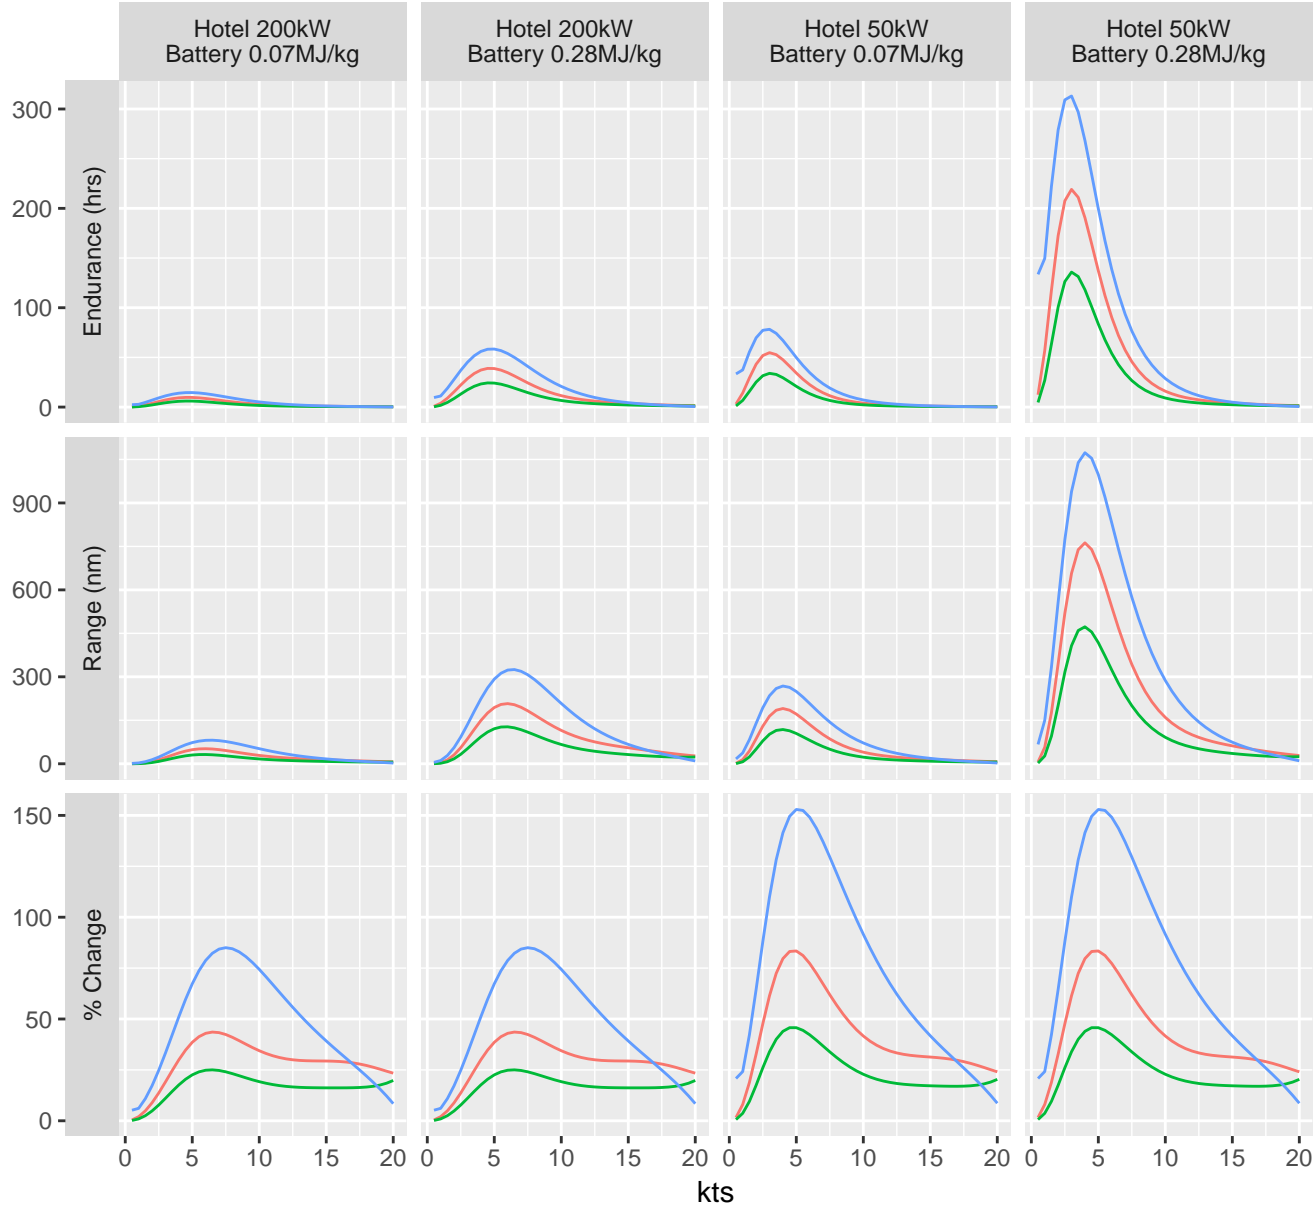 Hotel 200kW
Battery 0.07MJ/kg
Hotel 200kW
Battery 0.28MJ/kg
Hotel 50kW
Battery 0.07MJ/kg
Hotel 50kW
Battery 0.28MJ/kg
Endurance (hrs)
300
200
100
0
Range (nm)
900
600
300
0
% Change
150
100
50
0
0 5 10 15 20
0 5 10 15 20
0 5 10 15 20
0 5 10 15 20
kts